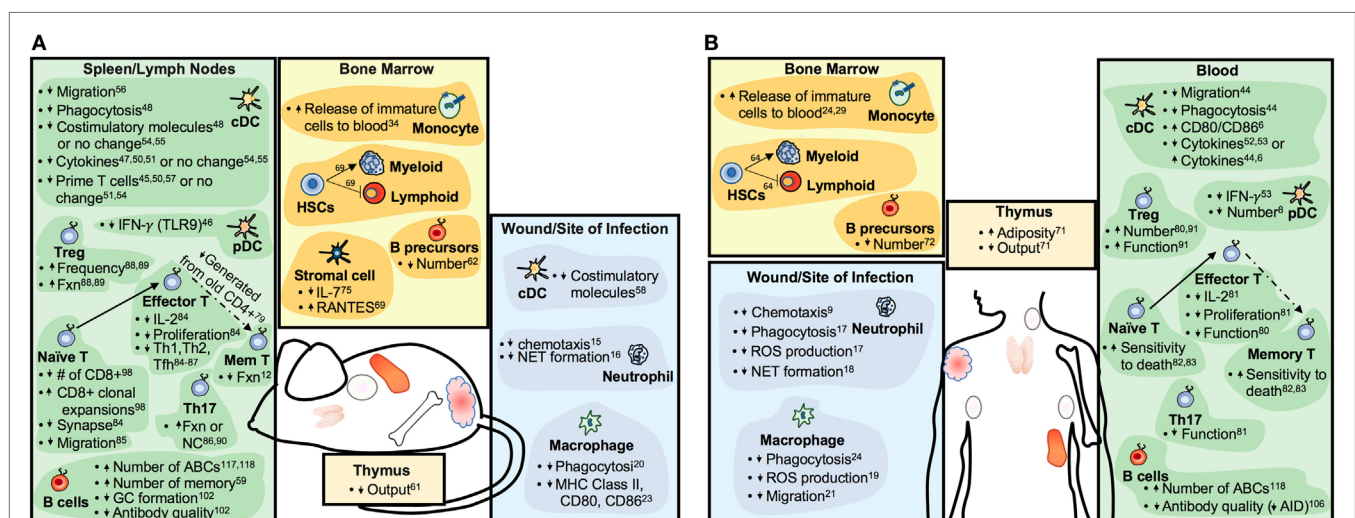 A
Spleen/Lymph Nodes
• ↓ Migration56
• ↓ Phagocytosis48
• ↓ Costimulatory molecules48
or no change54,55
cDC
• ↓ Cytokines47,50,51 or no change54,55
• ↓ Prime T cells45,50,57 or no
change51,54
• ↓ IFN-γ (TLR9)46
pDC
Treg
• ↑ Frequency88,89
• ↑ Fxn88,89
↓Generated
from old CD4+79
Effector T
• ↓ IL-284
• ↓ Proliferation84
• ↓ Th1,Th2,
Tfh84-87
Naïve T
• ↓ # of CD8+98
• ↑ CD8+ clonal
expansions98
• ↓ Synapse84
• ↓ Migration85
Mem T
• ↓ Fxn12
Th17
• ↑Fxn or
NC86,90
B cells
• ↑ Number of ABCs117,118
• ↑ Number of memory59
• ↓ GC formation102
• ↓ Antibody quality102
Bone Marrow
• ↑ Release of immature
cells to blood34
Monocyte
HSCs
69
Myeloid
69
Lymphoid
B precursors
• ↓ Number62
Stromal cell
• ↓ IL-775
• ↑ RANTES69
Wound/Site of Infection
cDC
• ↓ Costimulatory
molecules58
• ↓ chemotaxis15
• ↓ NET formation16
Neutrophil
Macrophage
• ↓ Phagocytosi20
• ↓ MHC Class II,
CD80, CD8623
Thymus
• ↓ Output61
B
Bone Marrow
• ↑ Release of immature
cells to blood24,29
Monocyte
HSCs
64
Myeloid
64
Lymphoid
B precursors
• ↓ Number72
Wound/Site of Infection
• ↓ Chemotaxis9
• ↓ Phagocytosis17
• ↓ ROS production17
• ↓ NET formation18
Neutrophil
Macrophage
• ↓ Phagocytosis24
• ↓ ROS production19
• ↓ Migration21
Thymus
• ↑ Adiposity71
• ↓ Output71
Blood
cDC
• ↓ Migration44
• ↓ Phagocytosis44
• ↑ CD80/CD866
• ↓ Cytokines52,53 or
↑ Cytokines44,6
• ↓ IFN-γ53
• ↓ Number8
pDC
Treg
• ↑ Number80,91
• ↑ Function91
Effector T
• ↓ IL-281
• ↓ Proliferation81
• ↓ Function80
Naïve T
• ↑ Sensitivity
to death82,83
Memory T
• ↑ Sensitivity to
death82,83
Th17
• ↓ Function81
B cells
• ↑ Number of ABCs118
• ↓ Antibody quality (↓ AID)106